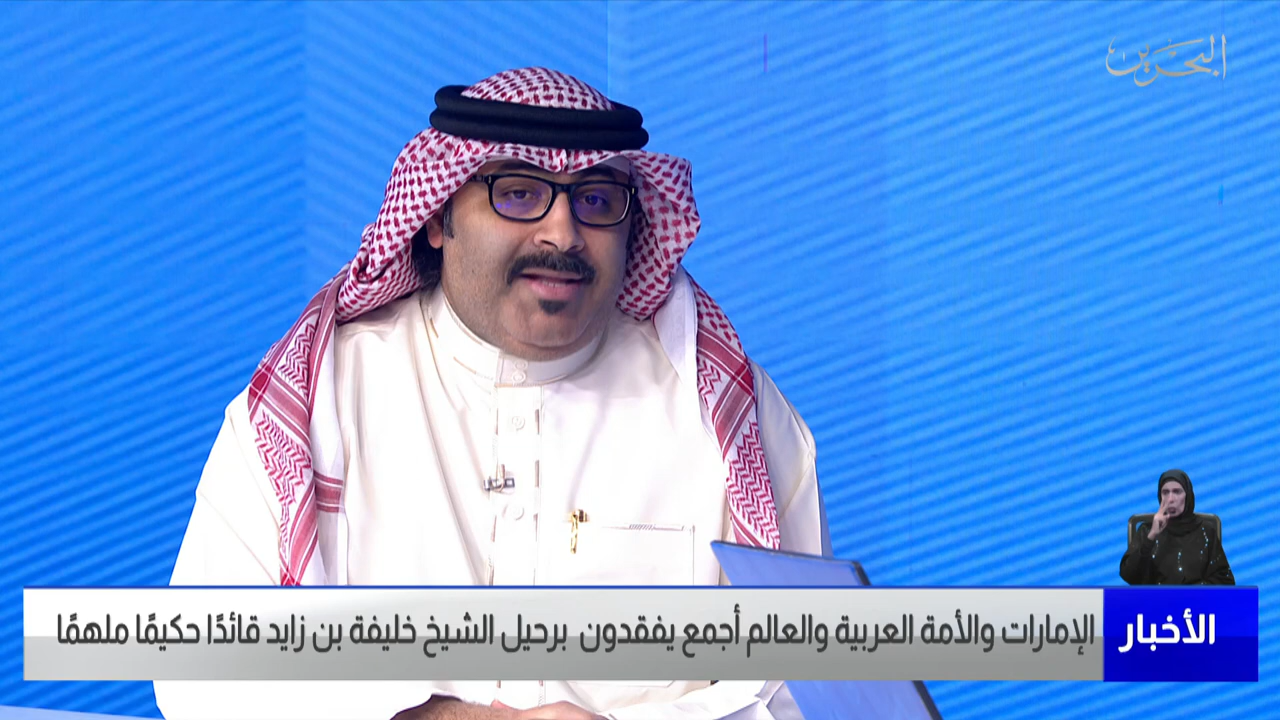 البحرين
الأخبار
الإمارات والأمة العربية والعالم أجمع يفقدون برحيل الشيخ خليفة بن زايد قائدًا حكيمًا ملهمًا